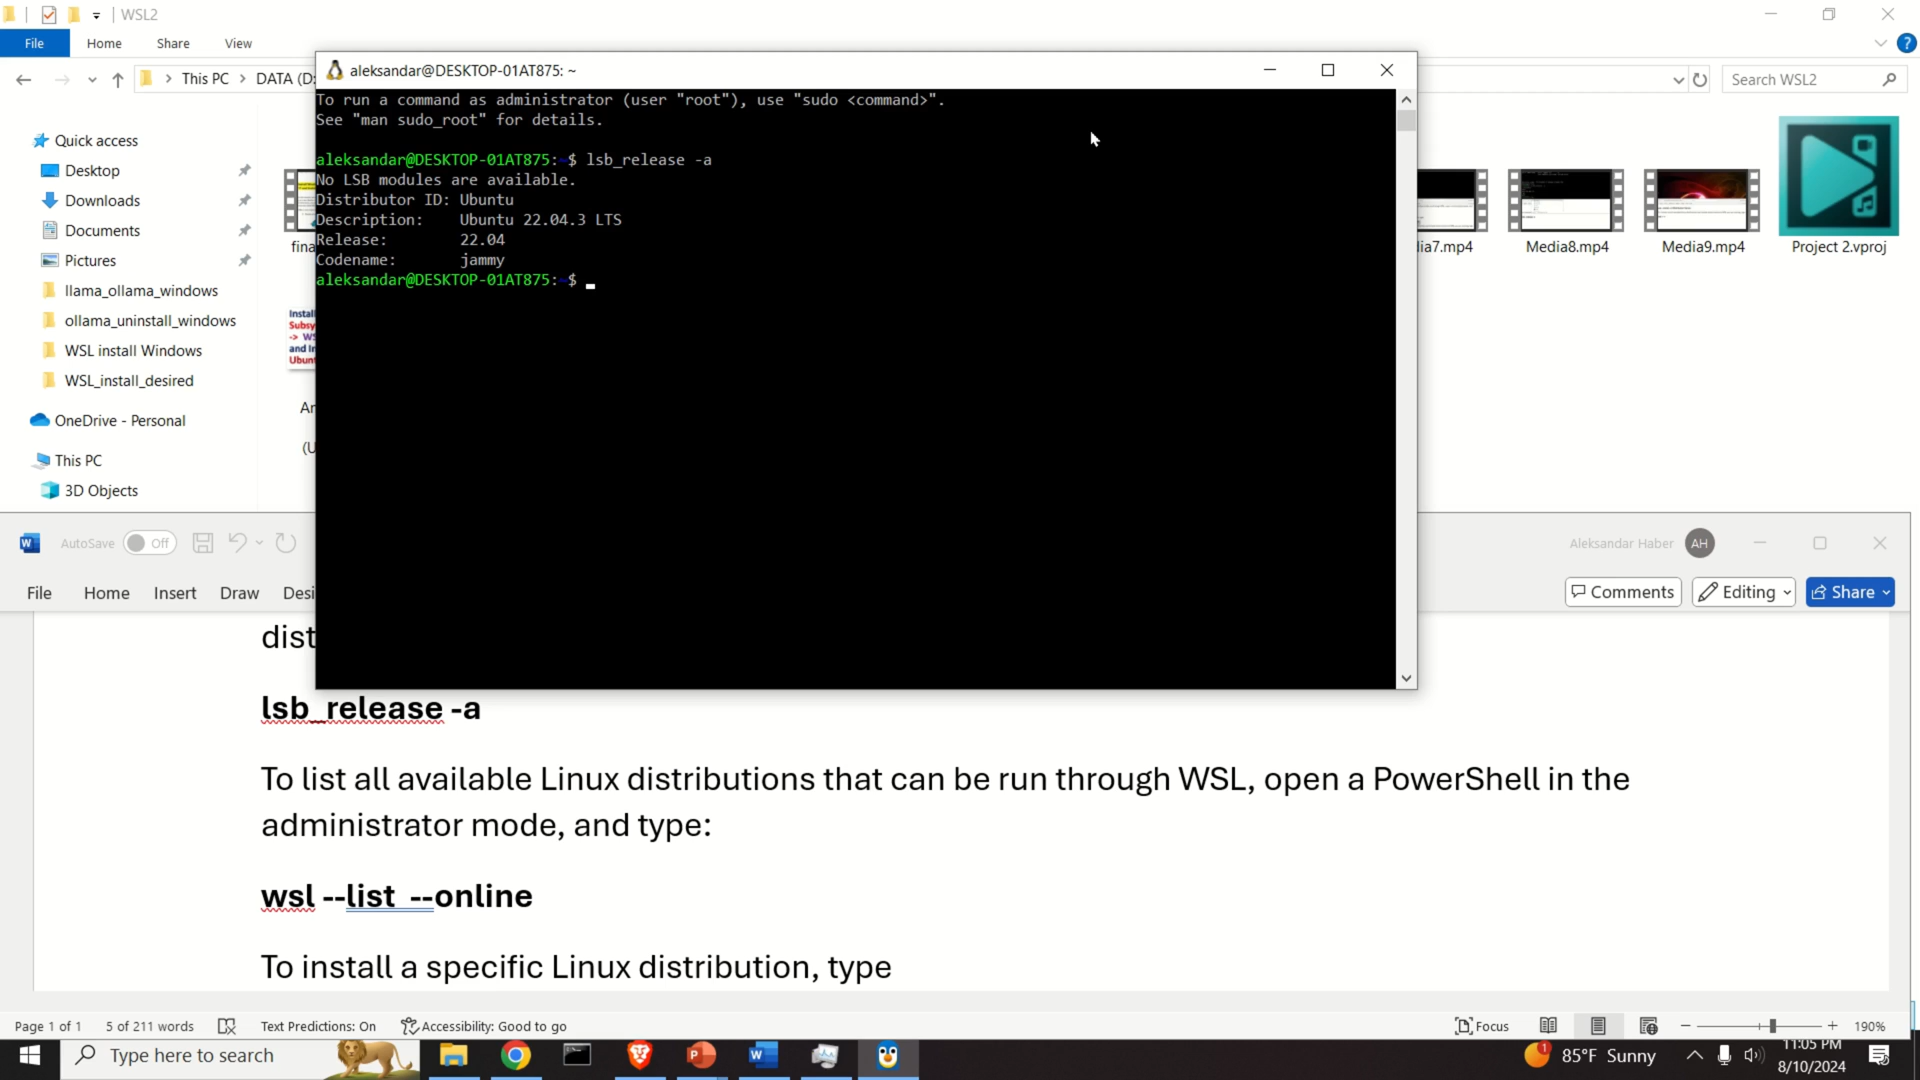 WSL2
File Home Share View
This PC > DATA (D:
Search WSL2
Quick access
Desktop
Downloads
Documents
Pictures
llama_ollama_windows
ollama_uninstall_windows
WSL install Windows
WSL_install_desired
OneDrive - Personal
This PC
3D Objects
fina
Install
Subsy
-> WS
and In
Ubun
(U
ia7.mp4
Media8.mp4
Media9.mp4
Project 2.vproj
aleksandar@DESKTOP-01AT875: ~
To run a command as administrator (user "root"), use "sudo <command>".
See "man sudo_root" for details.
aleksandar@DESKTOP-01AT875:~$ lsb_release -a
No LSB modules are available.
Distributor ID: Ubuntu
Description: Ubuntu 22.04.3 LTS
Release: 22.04
Codename: jammy
aleksandar@DESKTOP-01AT875:~$
AutoSave Off
Aleksandar Haber AH
File Home Insert Draw Desi
Comments Editing Share
dist
lsb_release -a
To list all available Linux distributions that can be run through WSL, open a PowerShell in the
administrator mode, and type:
wsl --list --online
To install a specific Linux distribution, type
Page 1 of 1 5 of 211 words Text Predictions: On Accessibility: Good to go
Focus
190%
Type here to search
85°F Sunny
11:05 PM
8/10/2024